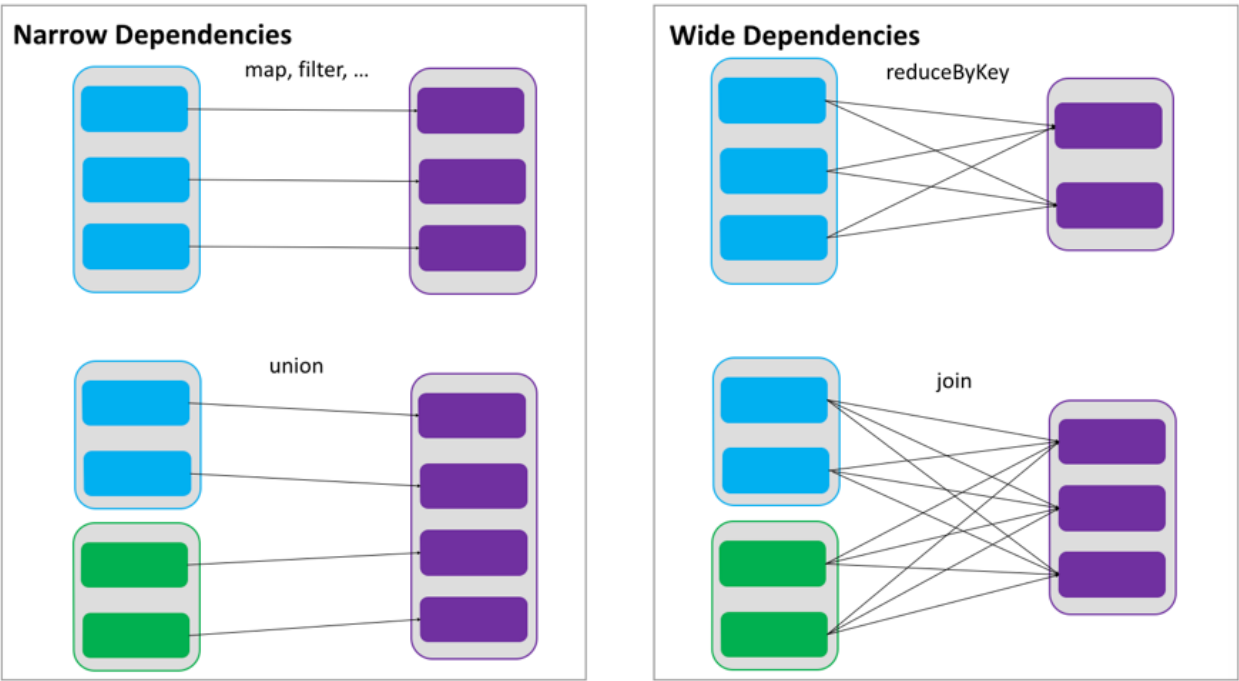 Narrow Dependencies
map, filter, ...
union
Wide Dependencies
reduceByKey
join